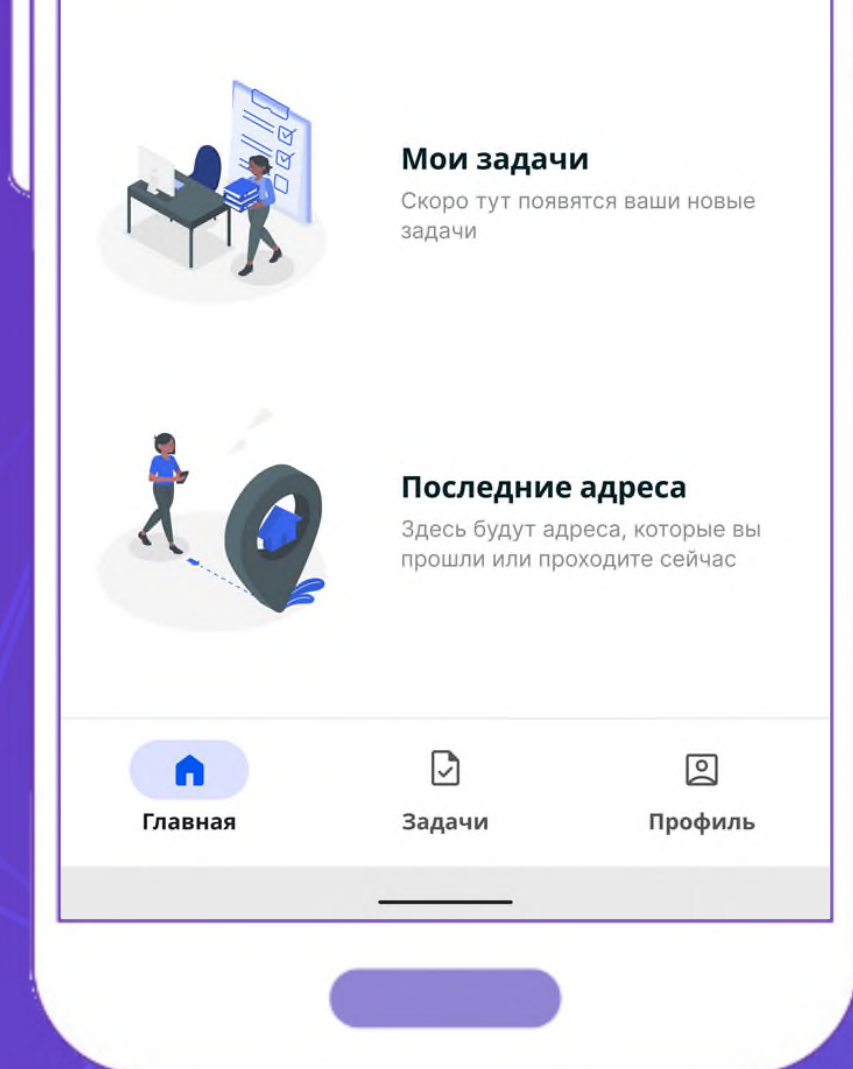 Мои задачи
Скоро тут появятся ваши новые
задачи
Последние адреса
Здесь будут адреса, которые вы
прошли или проходите сейчас
Главная
Задачи
Профиль